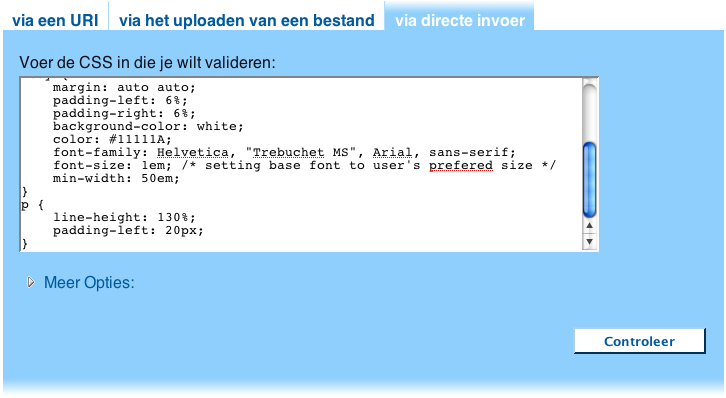 via een URI via het uploaden van een bestand via directe invoer
Voer de CSS in die je wilt valideren:
margin: auto auto;
padding-left: 6%;
padding-right: 6%;
background-color: white;
color: #11111A;
font-family: Helvetica, "Trebuchet MS", Arial, sans-serif;
font-size: 1em; /* setting base font to user's prefered size */
min-width: 50em;
}
p {
line-height: 130%;
padding-left: 20px;
}
Meer Opties:
Controleer